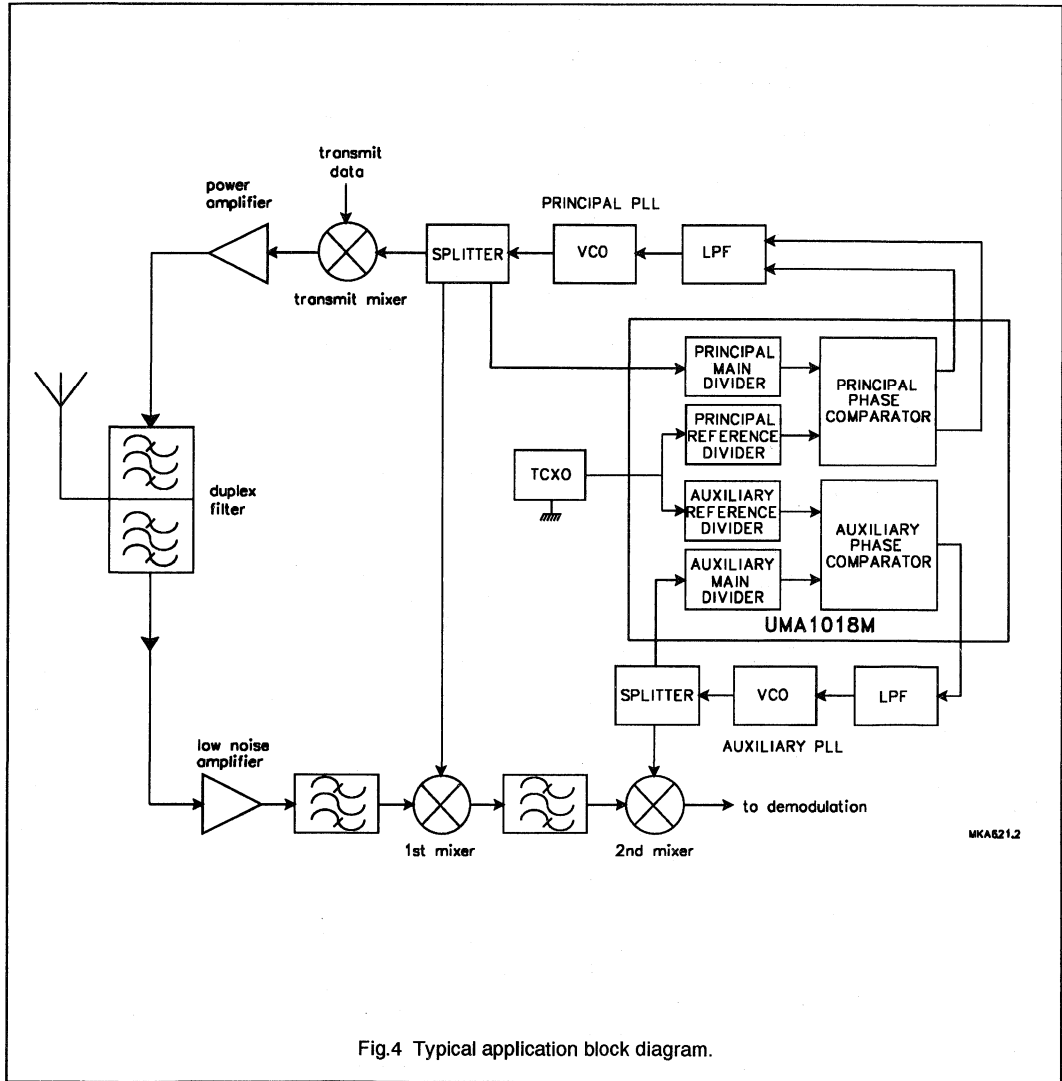 transmit
data
power
amplifier
PRINCIPAL PLL
SPLITTER
VCO
LPF
transmit mixer
PRINCIPAL
MAIN
DIVIDER
PRINCIPAL
PHASE
COMPARATOR
PRINCIPAL
REFERENCE
DIVIDER
TCXO
duplex
filter
AUXILIARY
REFERENCE
DIVIDER
AUXILIARY
PHASE
COMPARATOR
AUXILIARY
MAIN
DIVIDER
UMA1018M
SPLITTER
VCO
LPF
AUXILIARY PLL
low noise
amplifier
to demodulation
1st mixer
2nd mixer
MKA621.2
Fig.4 Typical application block diagram.